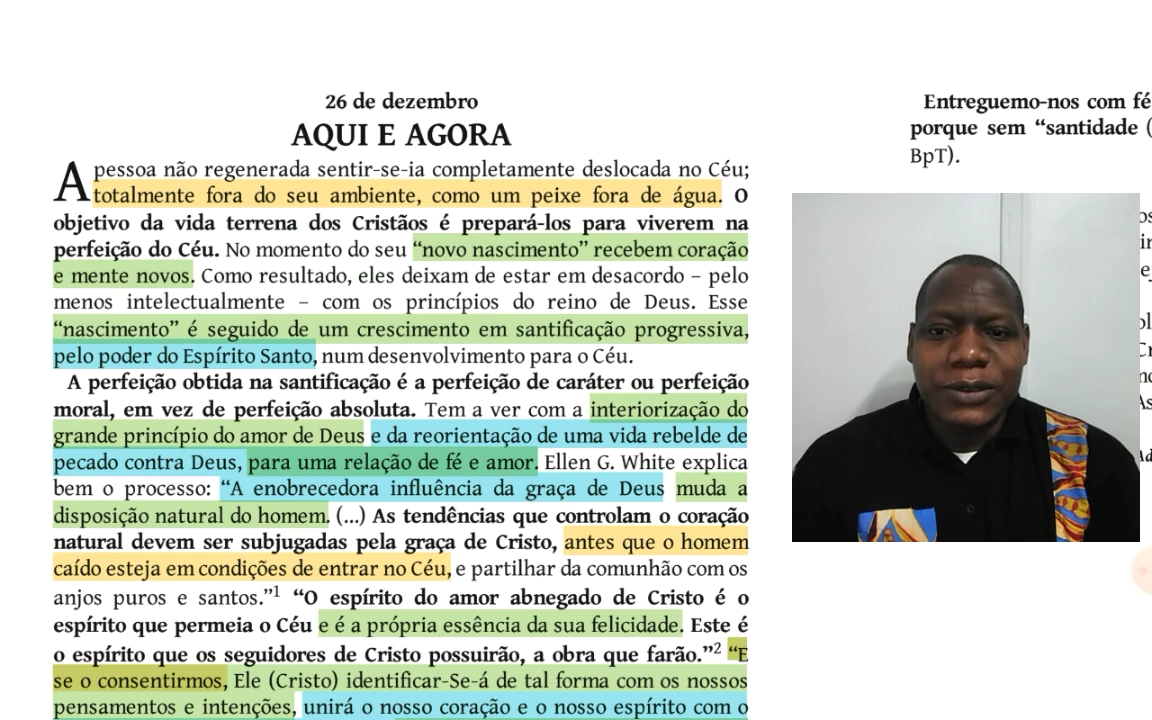 26 de dezembro
AQUI E AGORA
A pessoa não regenerada sentir-se-ia completamente deslocada no Céu;
totalmente fora do seu ambiente, como um peixe fora de água. O
objetivo da vida terrena dos Cristãos é prepará-los para viverem na
perfeição do Céu. No momento do seu “novo nascimento” recebem coração
e mente novos. Como resultado, eles deixam de estar em desacordo – pelo
menos intelectualmente – com os princípios do reino de Deus. Esse
“nascimento” é seguido de um crescimento em santificação progressiva,
pelo poder do Espírito Santo, num desenvolvimento para o Céu.
A perfeição obtida na santificação é a perfeição de caráter ou perfeição
moral, em vez de perfeição absoluta. Tem a ver com a interiorização do
grande princípio do amor de Deus e da reorientação de uma vida rebelde de
pecado contra Deus, para uma relação de fé e amor. Ellen G. White explica
bem o processo: “A enobrecedora influência da graça de Deus muda a
disposição natural do homem. (...) As tendências que controlam o coração
natural devem ser subjugadas pela graça de Cristo, antes que o homem
caído esteja em condições de entrar no Céu, e partilhar da comunhão com os
anjos puros e santos.”1 “O espírito do amor abnegado de Cristo é o
espírito que permeia o Céu e é a própria essência da sua felicidade. Este é
o espírito que os seguidores de Cristo possuirão, a obra que farão.”2 “E
se o consentirmos, Ele (Cristo) identificar-Se-á de tal forma com os nossos
pensamentos e intenções, unirá o nosso coração e o nosso espírito com o
Entreguemo-nos com fé
porque sem “santidade (
BpT).